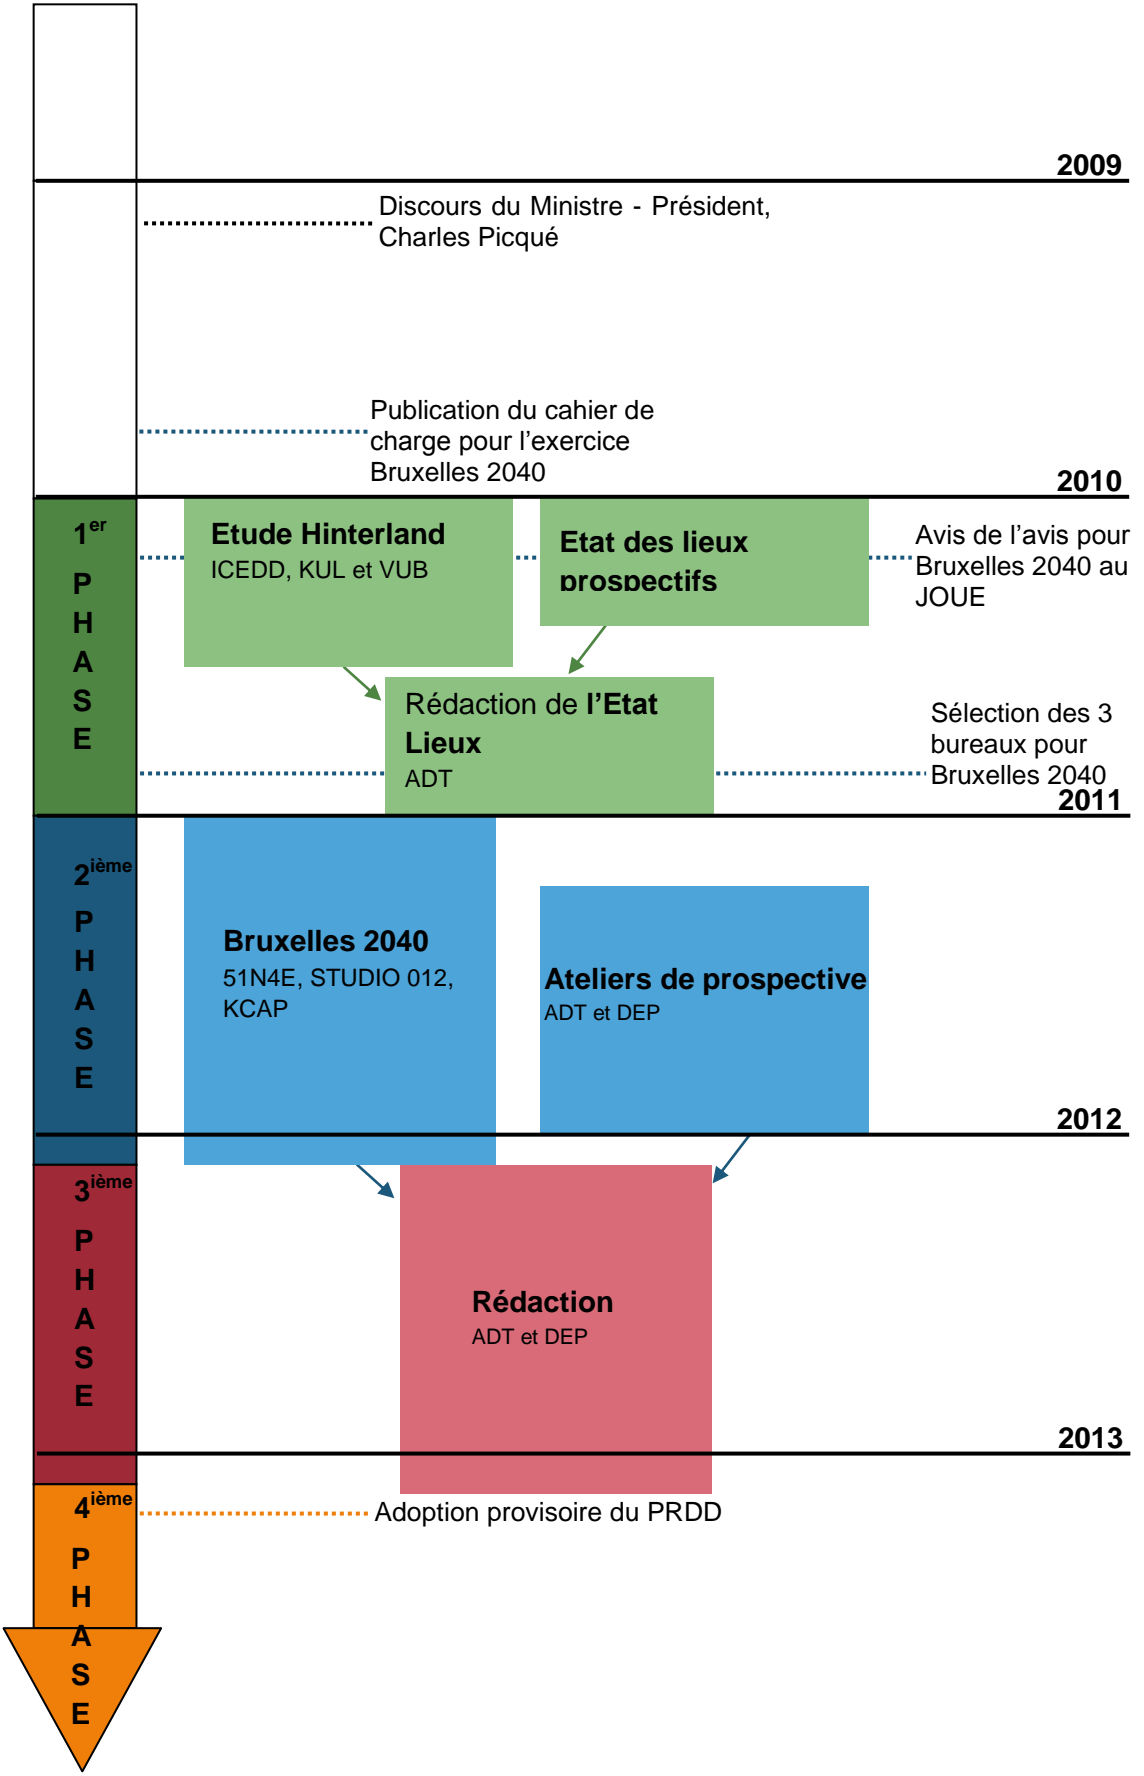 2009
Discours du Ministre - Président,
Charles Picqué
Publication du cahier de
charge pour l'exercice
Bruxelles 2040
2010
1er
P
H
A
S
E
Etude Hinterland
ICEDD, KUL et VUB
Etat des lieux
prospectifs
Avis de l'avis pour
Bruxelles 2040 au
JOUE
Rédaction de l'Etat
Lieux
ADT
Sélection des 3
bureaux pour
Bruxelles 2040
2011
2ième
P
H
A
S
E
Bruxelles 2040
51N4E, STUDIO 012,
KCAP
Ateliers de prospective
ADT et DEP
2012
3ième
P
H
A
S
E
Rédaction
ADT et DEP
2013
4ième
P
H
A
S
E
Adoption provisoire du PRDD